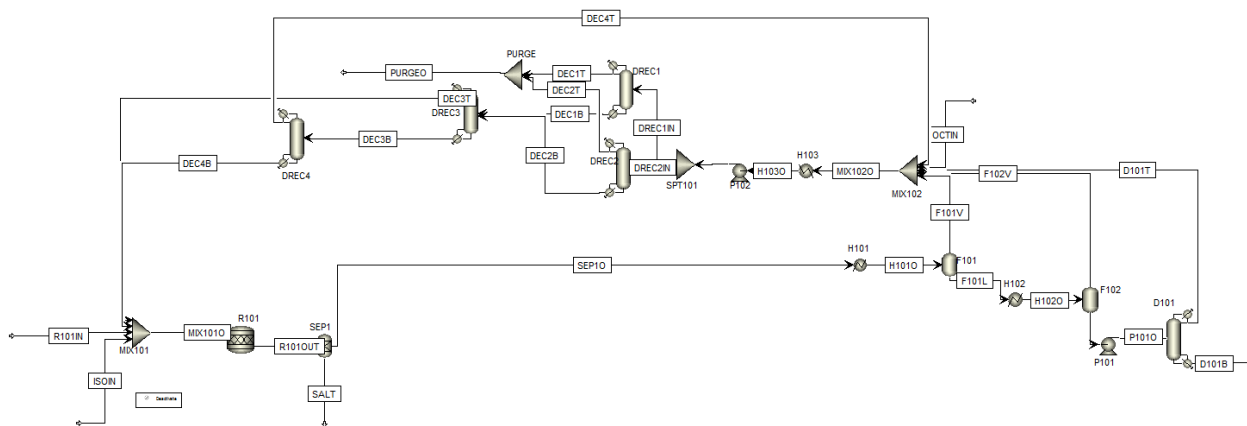 DEC4T
PURGE
PURGEO
DEC1T
DREC1
DEC2T
DEC3T
DREC3
DEC1B
DREC1IN
OCTIN
DEC3B
DEC2B
DREC2
DREC2IN
H103
DEC4B
DREC4
SPT101
P102
H103O
MIX102O
MIX102
F102V
D101T
F101V
H101
F101
SEP1O
H101O
F101L
H102
H102O
F102
D101
R101
SEP1
R101IN
MIX101
MIX101O
R101OUT
P101O
P101
D101B
ISOIN
SALT